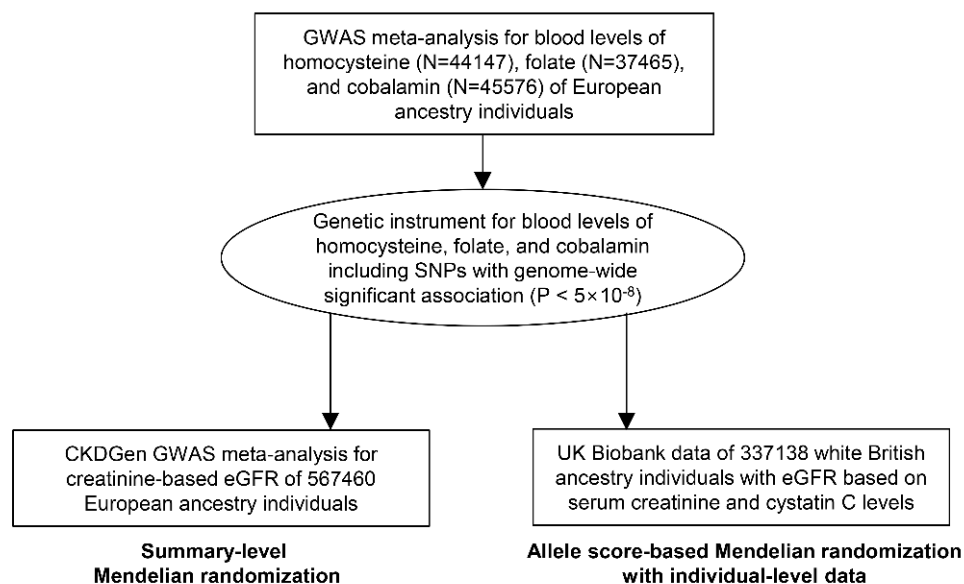 GWAS meta-analysis for blood levels of
homocysteine (N=44147), folate (N=37465),
and cobalamin (N=45576) of European
ancestry individuals
Genetic instrument for blood levels of
homocysteine, folate, and cobalamin
including SNPs with genome-wide
significant association (P < 5×10⁻⁸)
CKDGen GWAS meta-analysis for
creatinine-based eGFR of 567460
European ancestry individuals
Summary-level
Mendelian randomization
UK Biobank data of 337138 white British
ancestry individuals with eGFR based on
serum creatinine and cystatin C levels
Allele score-based Mendelian randomization
with individual-level data